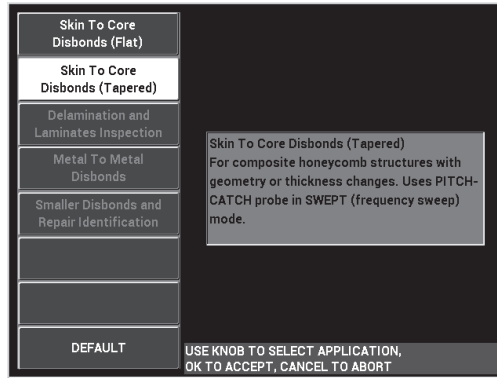 Skin To Core
Disbonds (Flat)
Skin To Core
Disbonds (Tapered)
Delamination and
Laminates Inspection
Metal To Metal
Disbonds
Smaller Disbonds and
Repair Identification
DEFAULT
Skin To Core Disbonds (Tapered)
For composite honeycomb structures with
geometry or thickness changes. Uses PITCH-
CATCH probe in SWEPT (frequency sweep)
mode.
USE KNOB TO SELECT APPLICATION,
OK TO ACCEPT, CANCEL TO ABORT